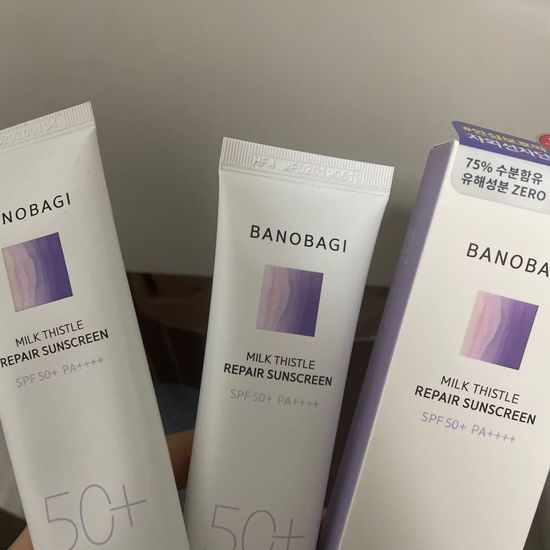 BANOBAGI
MILK THISTLE
REPAIR SUNSCREEN
SPF 50+ PA++++
50+
BANOBAGI
MILK THISTLE
REPAIR SUNSCREEN
SPF 50+ PA++++
50+
75% 수분함유
유해성분 ZERO
BANOBA
MILK THISTLE
REPAIR SUNSCREEN
SPF 50+ PA++++